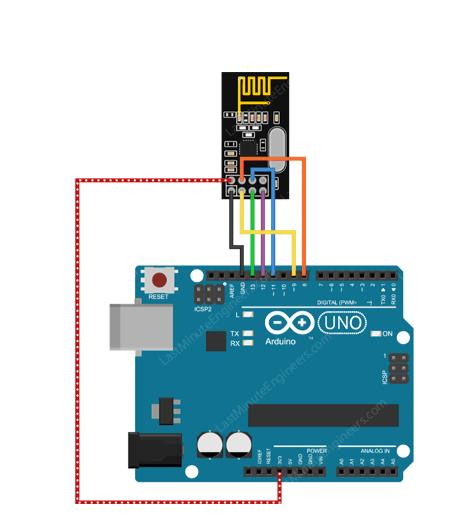 LastMinuteEngineers.com
RESET
ICSP2
AREF
GND
13
12
~11
~10
~9
8
7
~6
~5
4
~3
2
TX0 ▶ 1
RX0 ◀ 0
DIGITAL (PWM=
L
TX
RX
Arduino
™
UNO
ON
1
ICSP
LastMinuteEngineers.com
LastMinuteEngineers.com
IOREF
RESET
3V3
5V
GND
GND
VIN
POWER
A0
A1
A2
A3
A4
A5
ANALOG IN